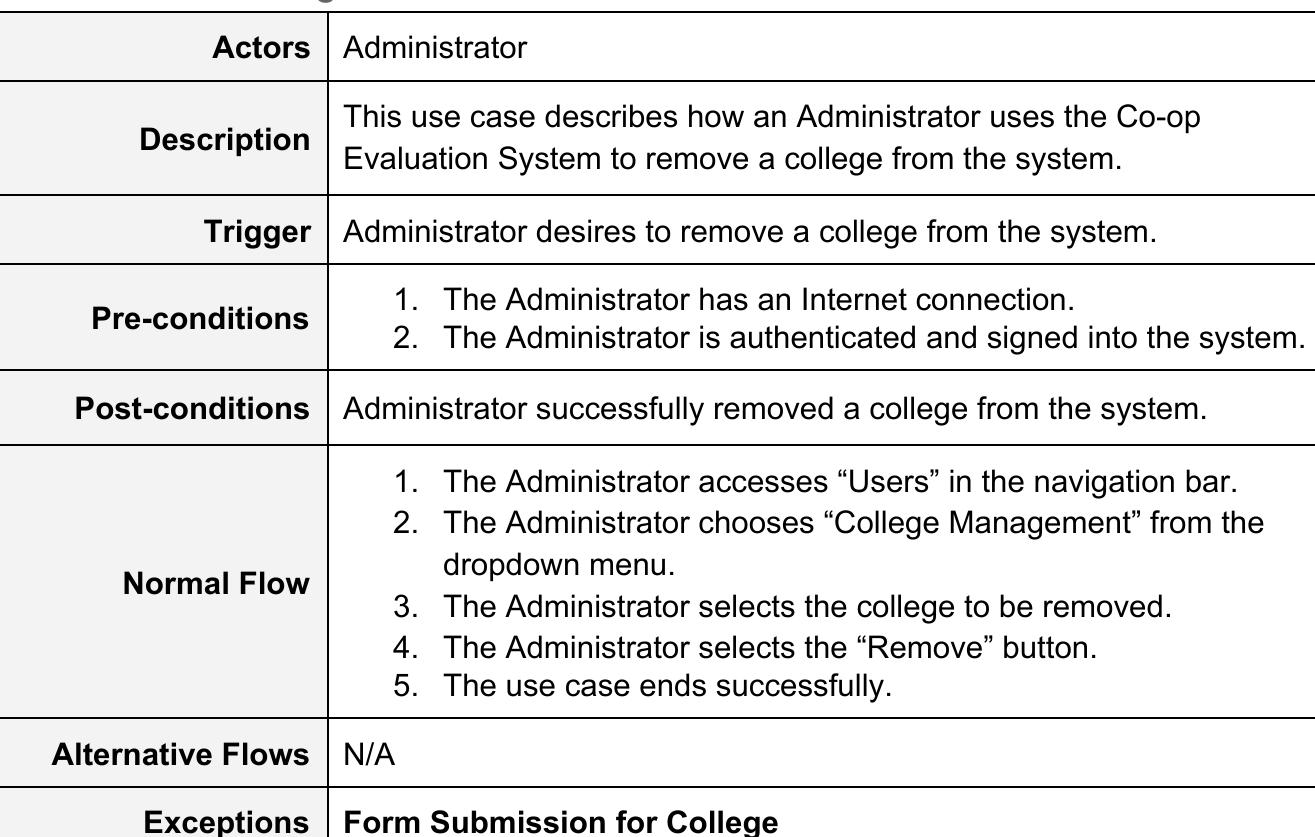 Actors Administrator
Description This use case describes how an Administrator uses the Co-op
Evaluation System to remove a college from the system.
Trigger Administrator desires to remove a college from the system.
Pre-conditions 1. The Administrator has an Internet connection.
2. The Administrator is authenticated and signed into the system.
Post-conditions Administrator successfully removed a college from the system.
Normal Flow 1. The Administrator accesses “Users” in the navigation bar.
2. The Administrator chooses “College Management” from the
dropdown menu.
3. The Administrator selects the college to be removed.
4. The Administrator selects the “Remove” button.
5. The use case ends successfully.
Alternative Flows N/A
Exceptions Form Submission for College